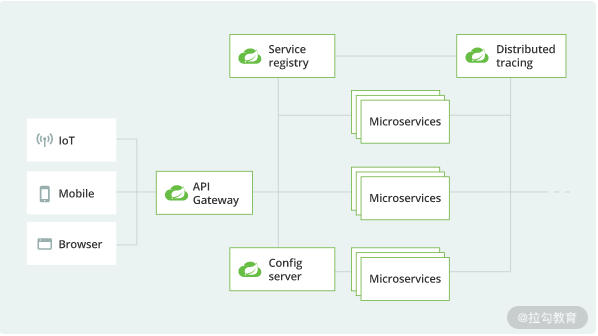 Service
registry
Distributed
tracing
Microservices
IoT
Mobile
Browser
API
Gateway
Microservices
Config
server
Microservices
@拉勾教育